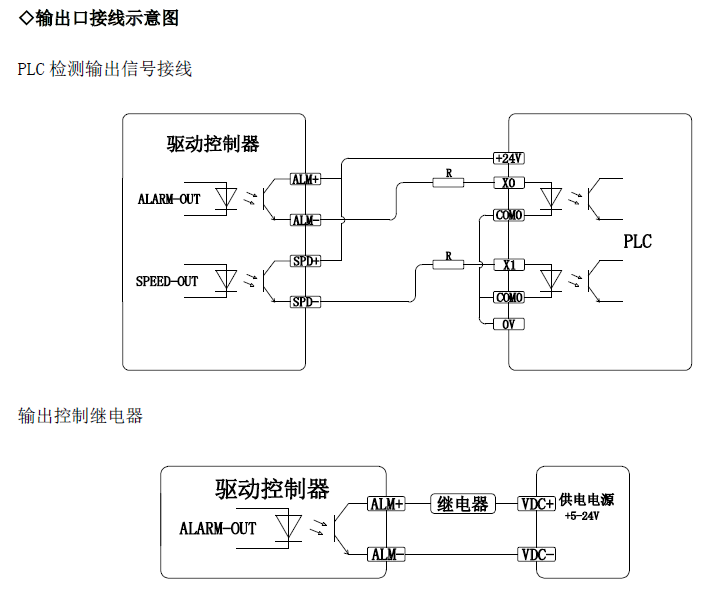 ◇输出口接线示意图
PLC 检测输出信号接线
驱动控制器
ALARM-OUT
SPEED-OUT
ALM+
ALM-
SPD+
SPD-
R
R
+24V
X0
COM0
X1
COM0
0V
PLC
输出控制继电器
驱动控制器
ALARM-OUT
ALM+
ALM-
继电器
VDC+
VDC-
供电电源
+5-24V